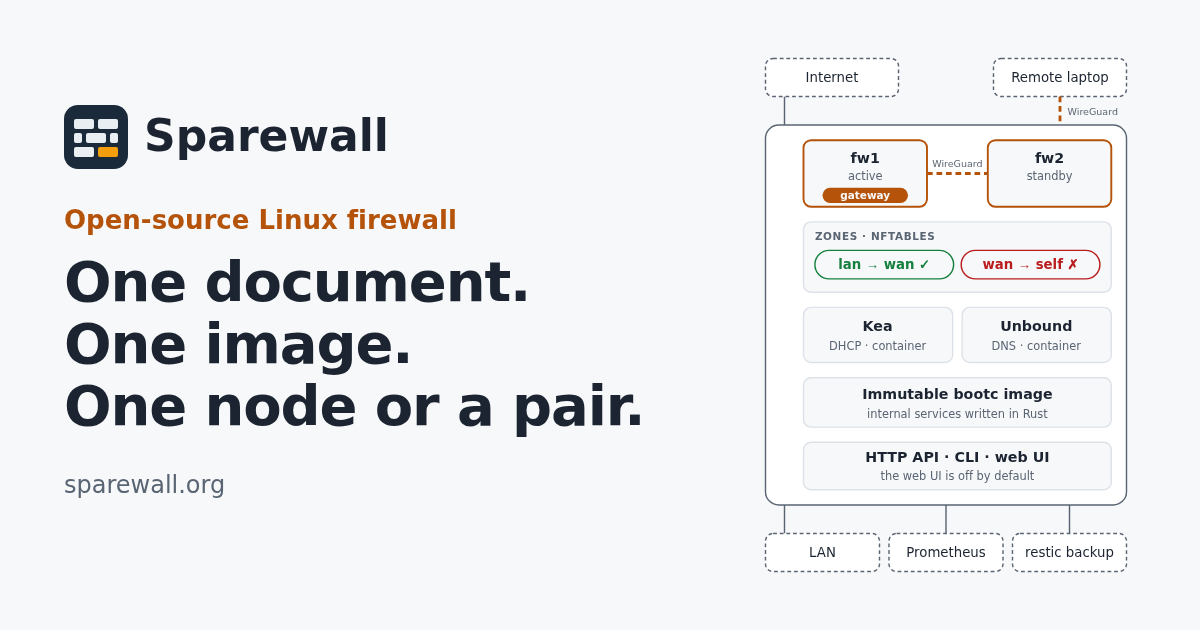 Sparewall
Open-source Linux firewall
One document.
One image.
One node or a pair.
sparewall.org
Internet
Remote laptop
WireGuard
fw1
active
gateway
WireGuard
fw2
standby
ZONES · NFTABLES
lan → wan ✓
wan → self ✗
Kea
DHCP · container
Unbound
DNS · container
Immutable bootc image
internal services written in Rust
HTTP API · CLI · web UI
the web UI is off by default
LAN
Prometheus
restic backup